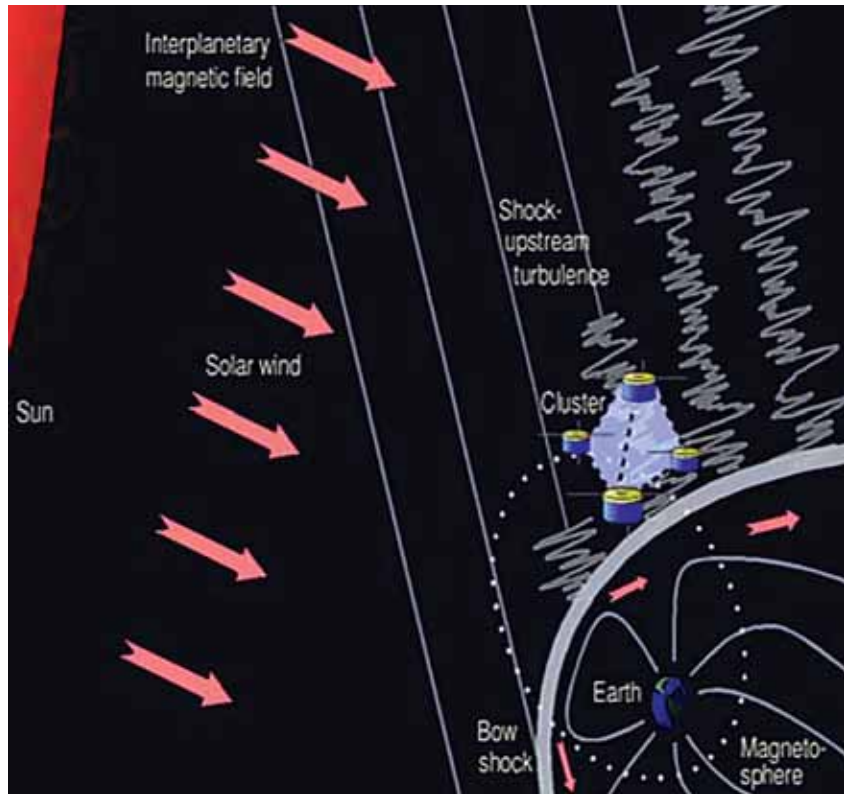 Interplanetary
magnetic field
Shock-
upstream
turbulence
Solar wind
Sun
Cluster
Earth
Bow
shock
Magneto-
sphere